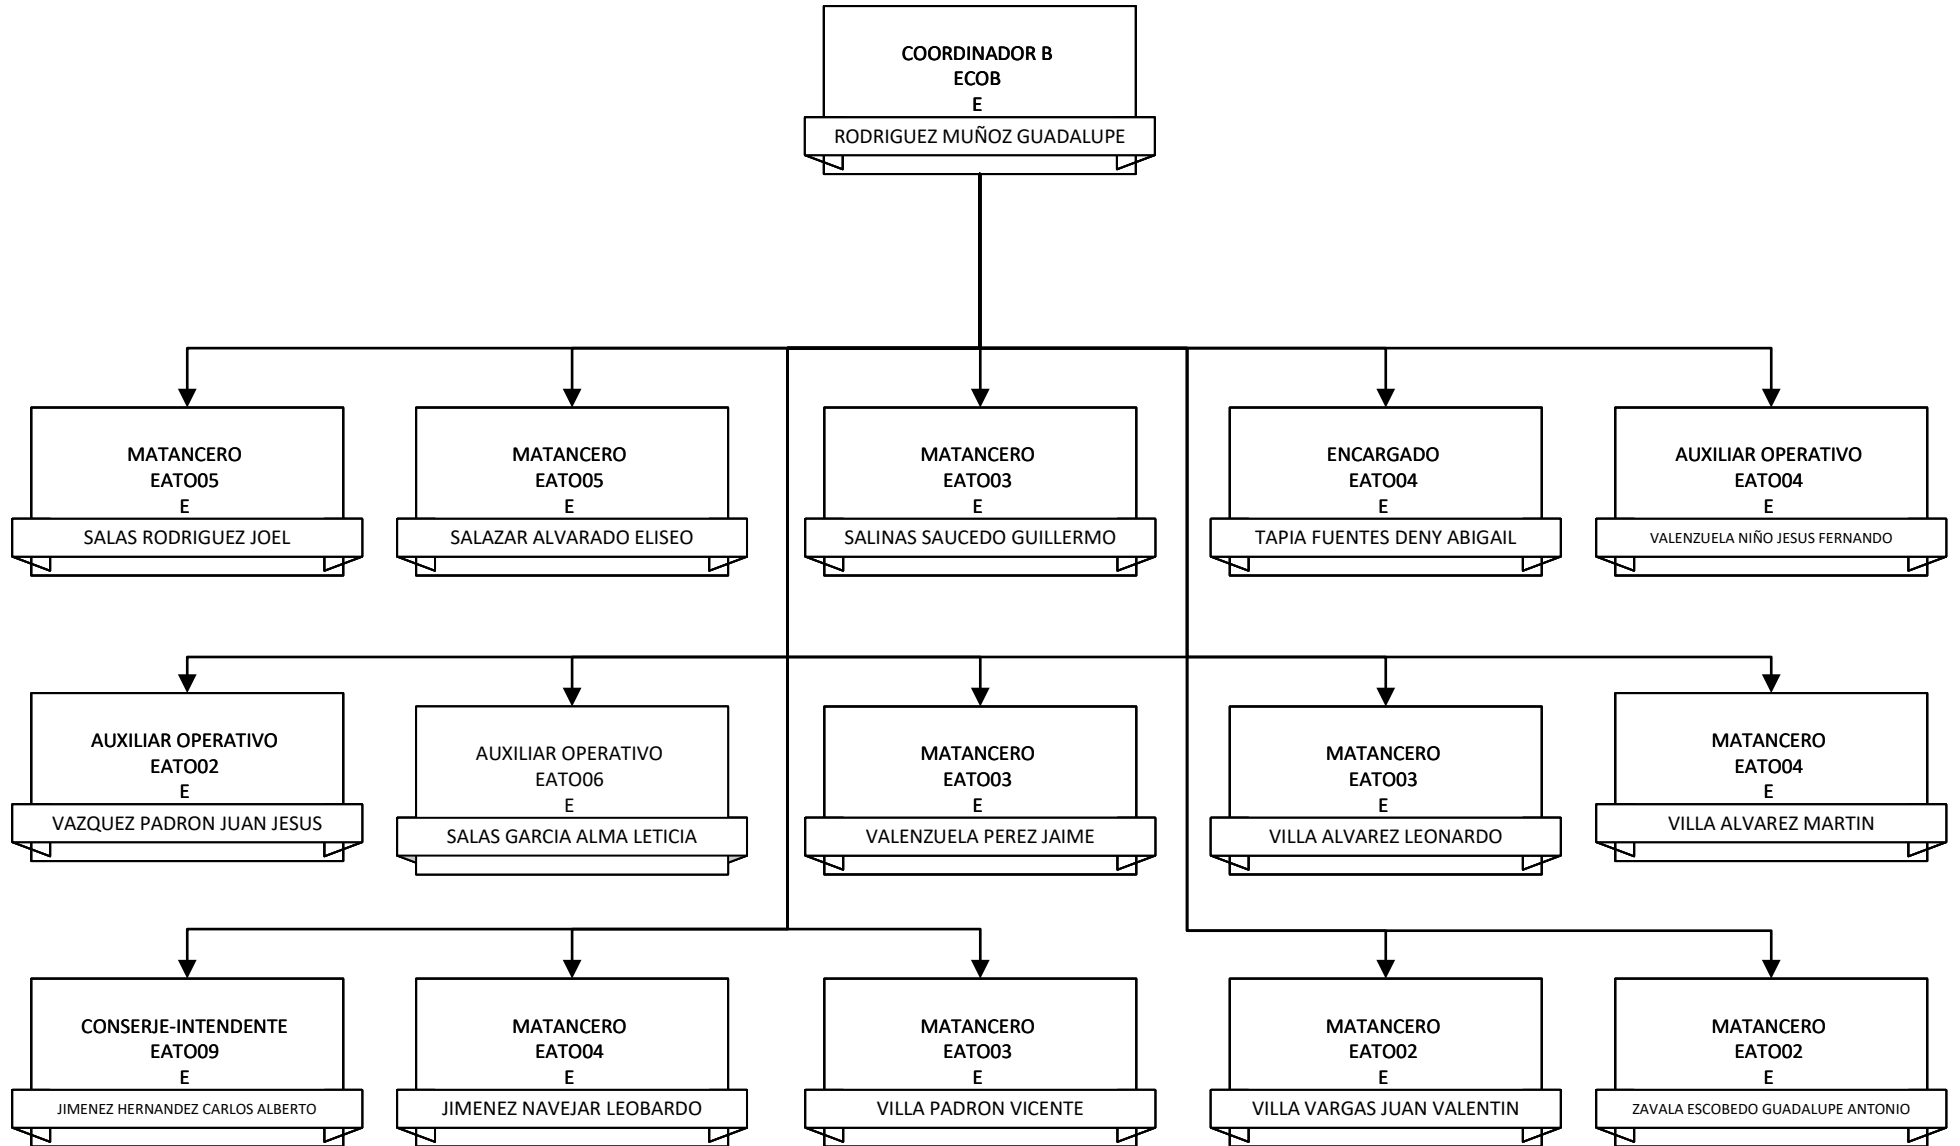 COORDINADOR B
ECOB
E
RODRIGUEZ MUÑOZ GUADALUPE
MATANCERO
EATO05
E
SALAS RODRIGUEZ JOEL
MATANCERO
EATO05
E
SALAZAR ALVARADO ELISEO
MATANCERO
EATO03
E
SALINAS SAUCEDO GUILLERMO
ENCARGADO
EATO04
E
TAPIA FUENTES DENY ABIGAIL
AUXILIAR OPERATIVO
EATO04
E
VALENZUELA NIÑO JESUS FERNANDO
AUXILIAR OPERATIVO
EATO02
E
VAZQUEZ PADRON JUAN JESUS
AUXILIAR OPERATIVO
EATO06
E
SALAS GARCIA ALMA LETICIA
MATANCERO
EATO03
E
VALENZUELA PEREZ JAIME
MATANCERO
EATO03
E
VILLA ALVAREZ LEONARDO
MATANCERO
EATO04
E
VILLA ALVAREZ MARTIN
CONSERJE-INTENDENTE
EATO09
E
JIMENEZ HERNANDEZ CARLOS ALBERTO
MATANCERO
EATO04
E
JIMENEZ NAVEJAR LEOBARDO
MATANCERO
EATO03
E
VILLA PADRON VICENTE
MATANCERO
EATO02
E
VILLA VARGAS JUAN VALENTIN
MATANCERO
EATO02
E
ZAVALA ESCOBEDO GUADALUPE ANTONIO